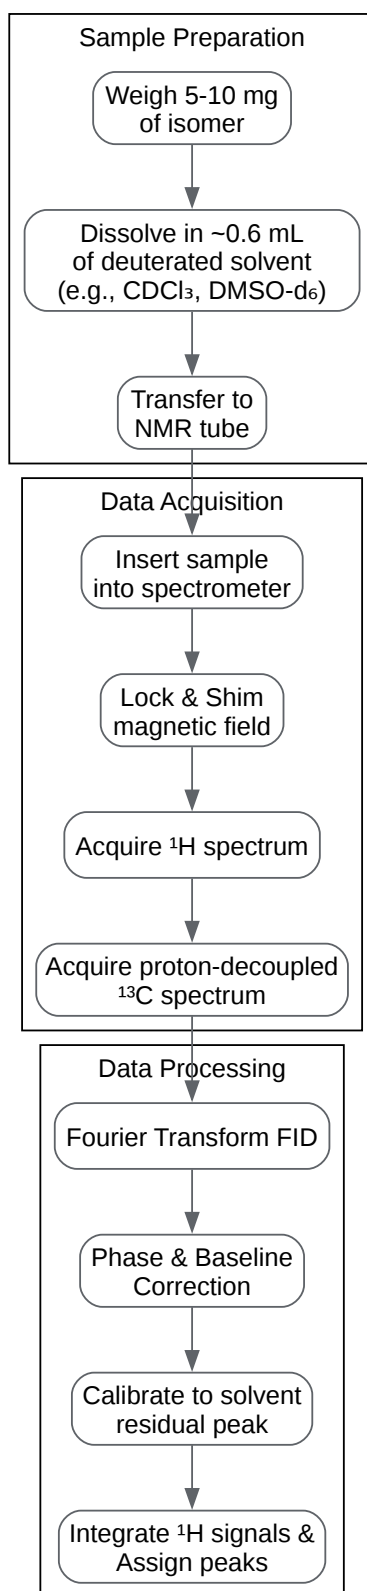 Sample Preparation
Weigh 5-10 mg
of isomer
Dissolve in ~0.6 mL
of deuterated solvent
(e.g., CDCl₃, DMSO-d₆)
Transfer to
NMR tube
Data Acquisition
Insert sample
into spectrometer
Lock & Shim
magnetic field
Acquire ¹H spectrum
Acquire proton-decoupled
¹³C spectrum
Data Processing
Fourier Transform FID
Phase & Baseline
Correction
Calibrate to solvent
residual peak
Integrate ¹H signals &
Assign peaks